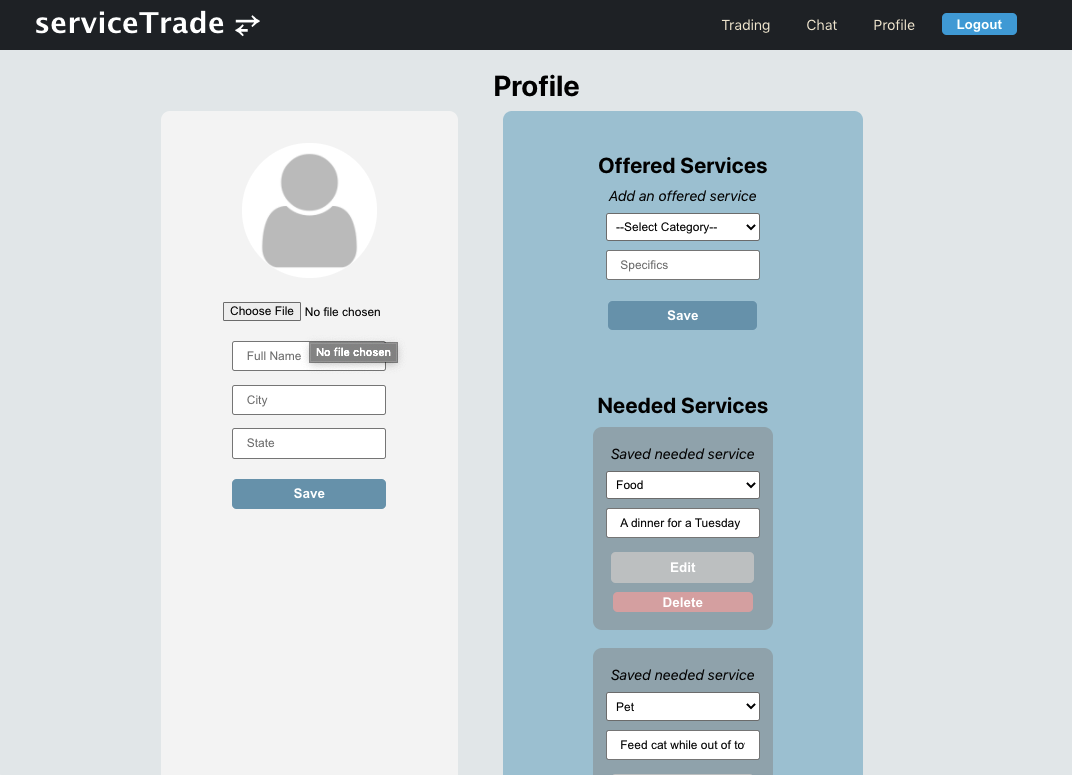 serviceTrade
Trading Chat Profile Logout
Profile
Choose File No file chosen
Full Name
No file chosen
City
State
Save
Offered Services
Add an offered service
--Select Category--
Specifics
Save
Needed Services
Saved needed service
Food
A dinner for a Tuesday
Edit
Delete
Saved needed service
Pet
Feed cat while out of